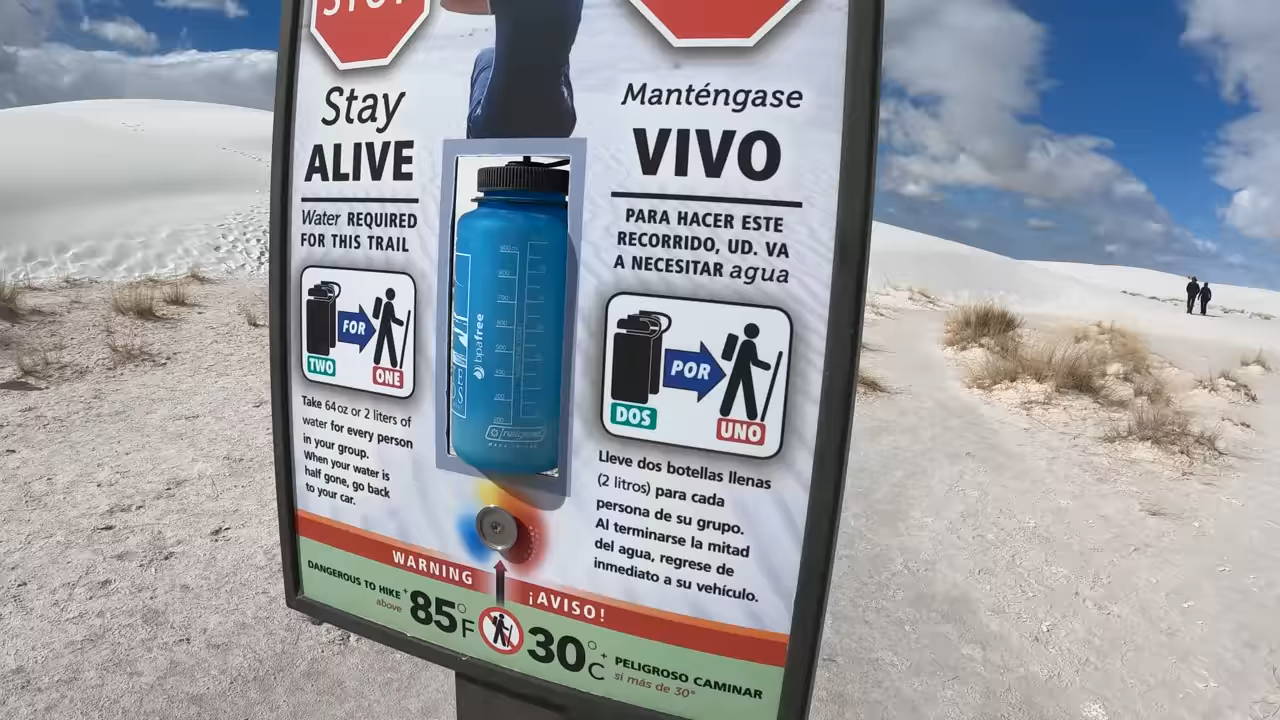 STOP
Stay
ALIVE
Water REQUIRED
FOR THIS TRAIL
FOR
TWO
ONE
Take 64oz or 2 liters of
water for every person
in your group.
When your water is
half gone, go back
to your car.
bpafree
Manténgase
VIVO
PARA HACER ESTE
RECORRIDO, UD. VA
A NECESITAR agua
POR
DOS
UNO
Lleve dos botellas llenas
(2 litros) para cada
persona de su grupo.
Al terminarse la mitad
del agua, regrese de
inmediato a su vehículo.
WARNING
DANGEROUS TO HIKE
above
85°F+
¡AVISO!
30°C+
PELIGROSO CAMINAR
si más de 30°